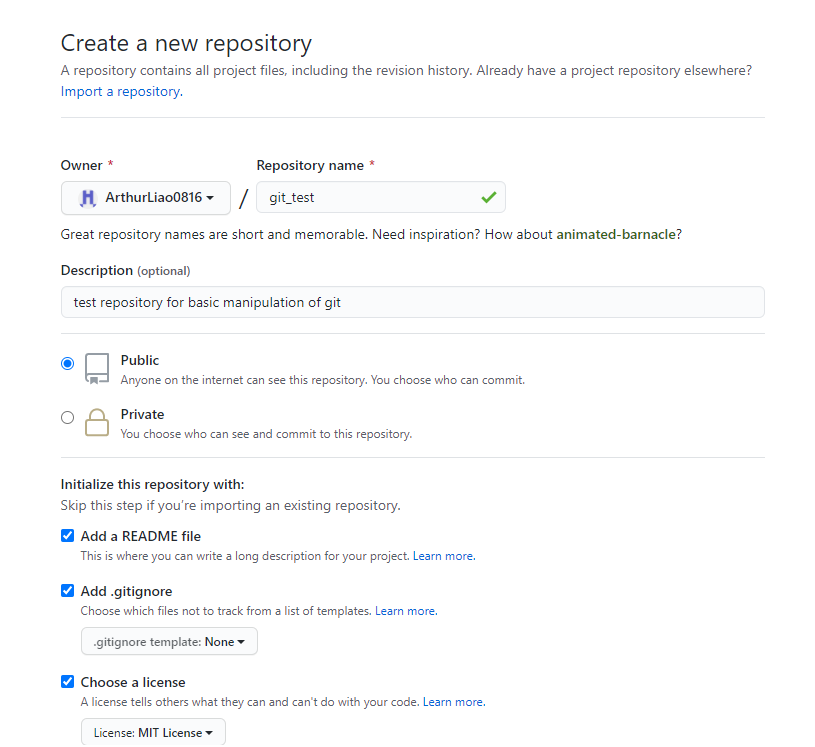 Create a new repository
A repository contains all project files, including the revision history. Already have a project repository elsewhere?
Import a repository.
Owner * Repository name *
ArthurLiao0816 / git_test
Great repository names are short and memorable. Need inspiration? How about animated-barnacle?
Description (optional)
test repository for basic manipulation of git
Public
Anyone on the internet can see this repository. You choose who can commit.
Private
You choose who can see and commit to this repository.
Initialize this repository with:
Skip this step if you're importing an existing repository.
Add a README file
This is where you can write a long description for your project. Learn more.
Add .gitignore
Choose which files not to track from a list of templates. Learn more.
.gitignore template: None
Choose a license
A license tells others what they can and can't do with your code. Learn more.
License: MIT License